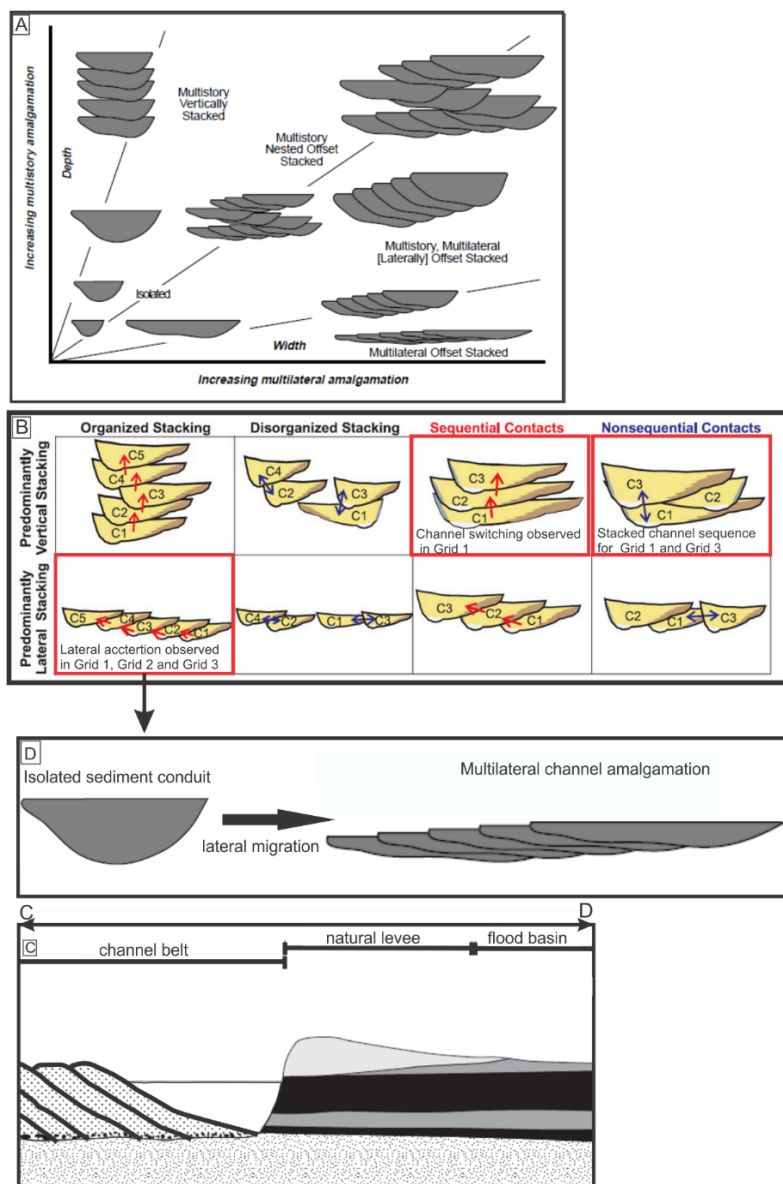 A
Increasing multistory amalgamation
Depth
Multistory
Vertically
Stacked
Multistory
Nested Offset
Stacked
Isolated
Multistory, Multilateral
[Laterally] Offset Stacked
Width
Multilateral Offset Stacked
Increasing multilateral amalgamation
B
Organized Stacking
Disorganized Stacking
Sequential Contacts
Nonsequential Contacts
Predominantly
Vertical Stacking
C5
C4
C3
C2
C1
C4
C2
C3
C1
C3
C2
C1
Channel switching observed
in Grid 1
C3
C2
C1
Stacked channel sequence
for Grid 1 and Grid 3
Predominantly
Lateral Stacking
C5
C4
C3
C2
C1
Lateral acctertion observed
in Grid 1, Grid 2 and Grid 3
C4
C2
C1
C3
C3
C2
C1
C2
C1
C3
D
Isolated sediment conduit
Multilateral channel amalgamation
lateral migration
C
D
C
channel belt
natural levee
flood basin